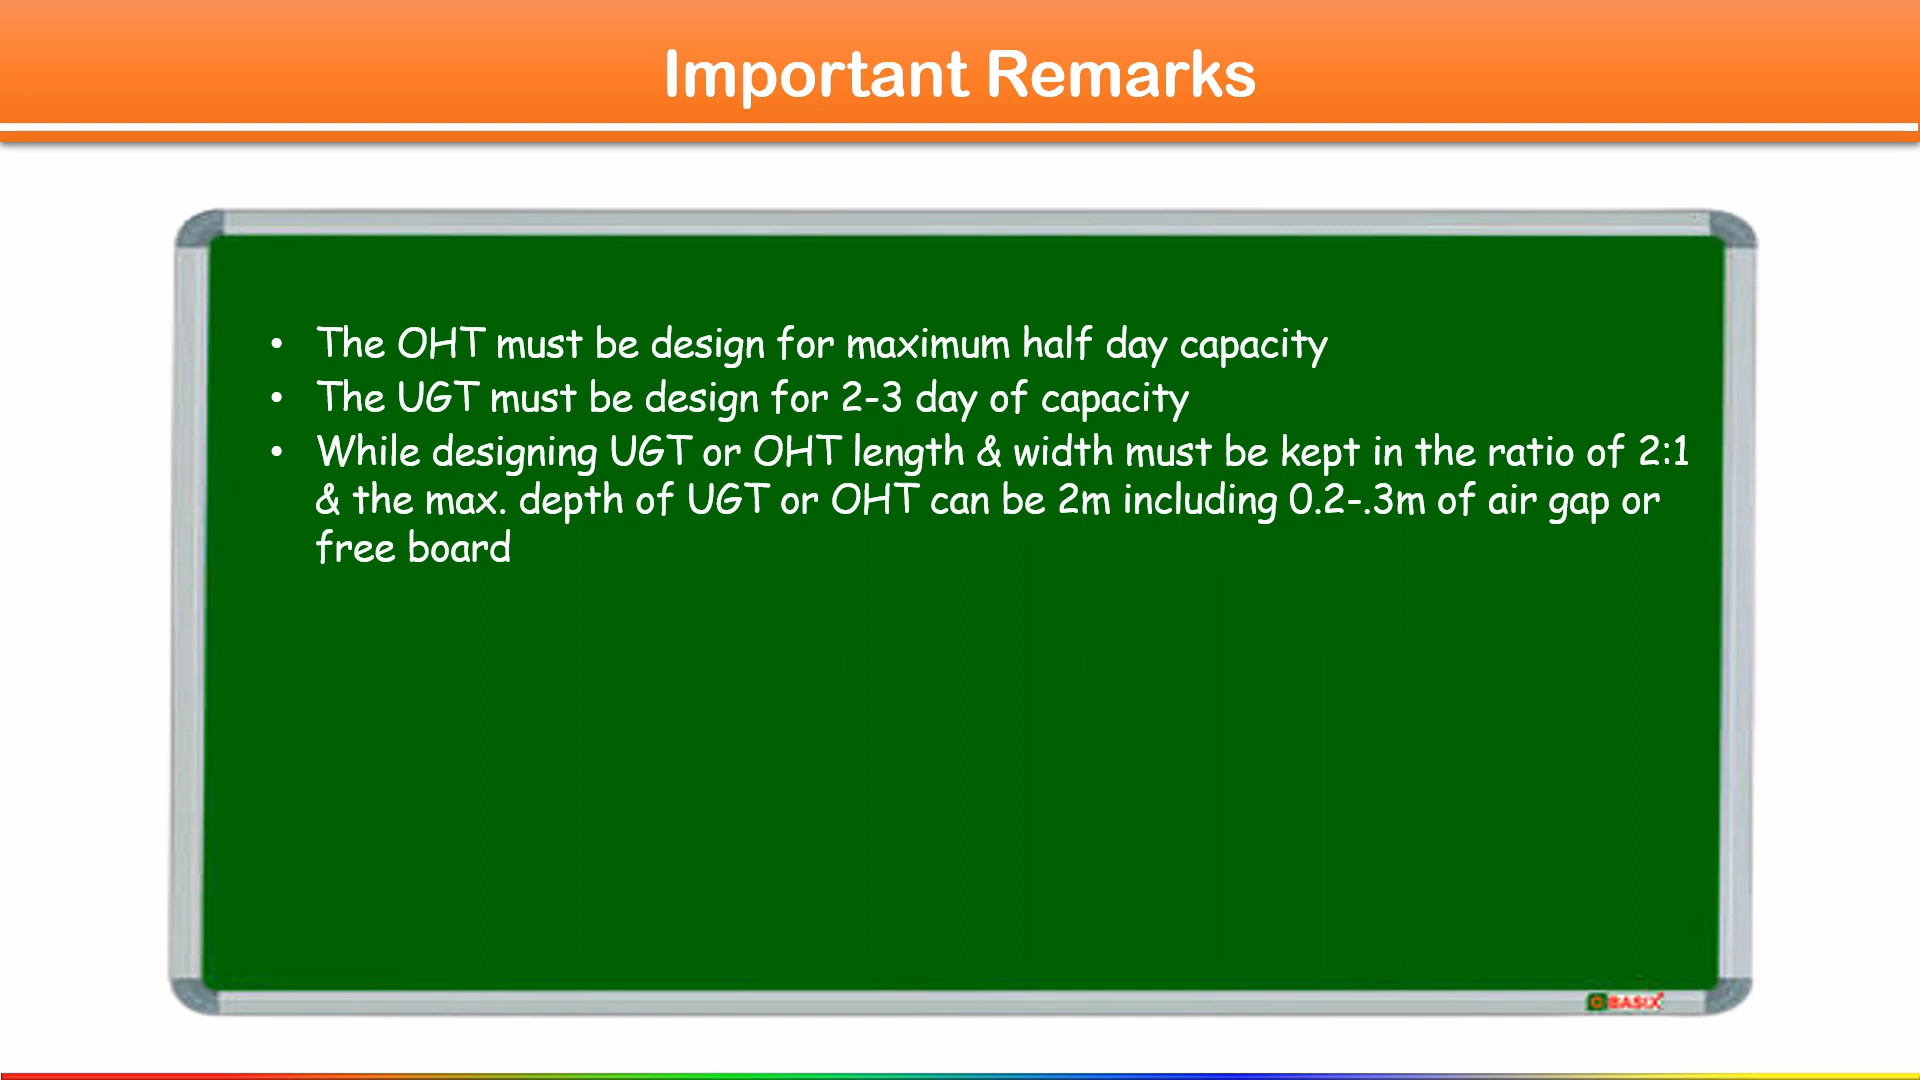 Important Remarks
• The OHT must be design for maximum half day capacity
• The UGT must be design for 2-3 day of capacity
• While designing UGT or OHT length & width must be kept in the ratio of 2:1
& the max. depth of UGT or OHT can be 2m including 0.2-.3m of air gap or
free board
BASIX